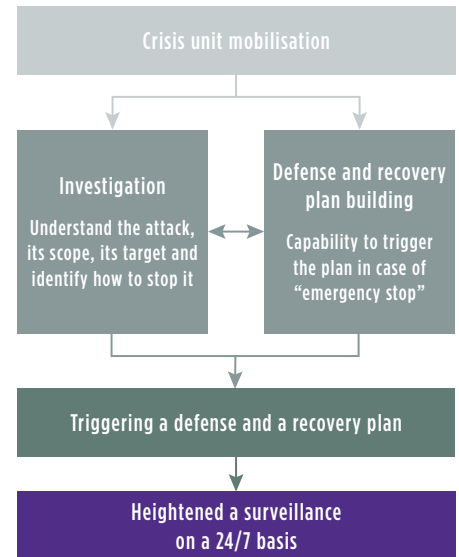 Crisis unit mobilisation
Investigation
Understand the attack,
its scope, its target and
identify how to stop it
Defense and recovery
plan building
Capability to trigger
the plan in case of
“emergency stop”
Triggering a defense and a recovery plan
Heightened a surveillance
on a 24/7 basis